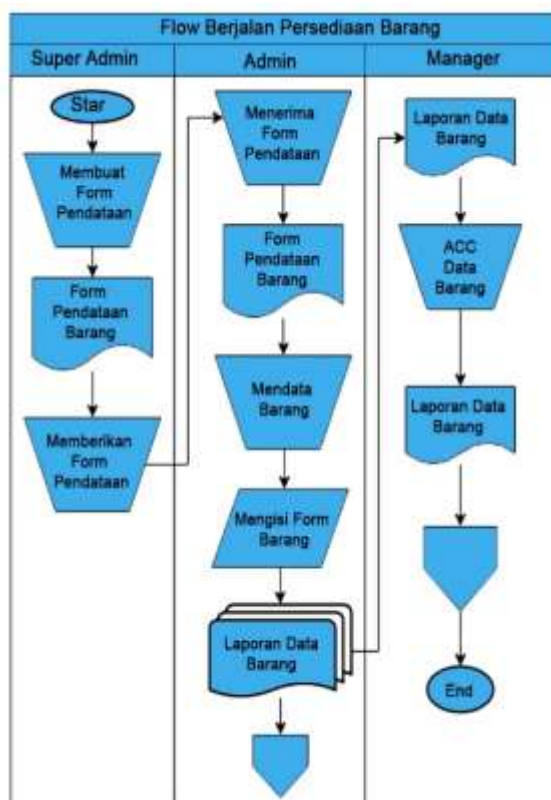 Flow Berjalan Persediaan Barang
Super Admin
Admin
Manager
Star
Membuat
Form
Pendataan
Form
Pendataan
Barang
Memberikan
Form
Pendataan
Menerima
Form
Pendataan
Form
Pendataan
Barang
Mendata
Barang
Mengisi Form
Barang
Laporan Data
Barang
Laporan Data
Barang
ACC
Data
Barang
Laporan Data
Barang
End